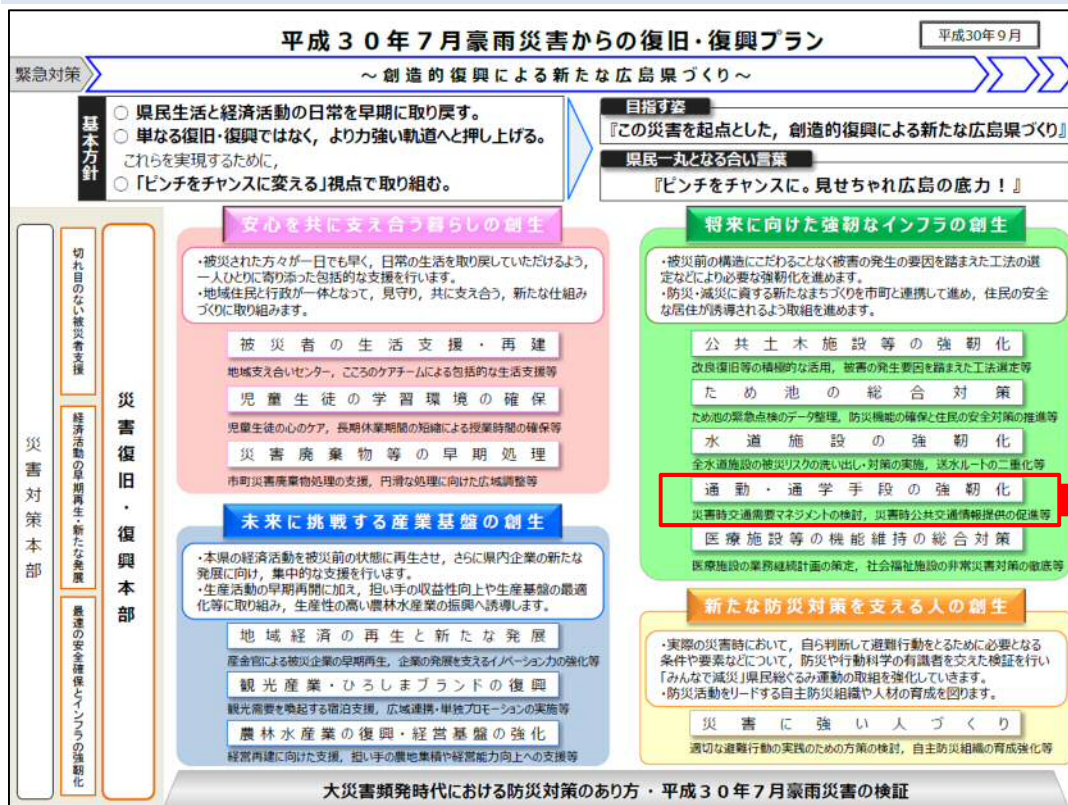 平成30年7月豪雨災害からの復旧・復興プラン
平成30年9月
緊急対策
～創造的復興による新たな広島県づくり～
基本方針
○ 県民生活と経済活動の日常を早期に取り戻す。
○ 単なる復旧・復興ではなく，より力強い軌道へと押し上げる。
これらを実現するために，
○ 「ピンチをチャンスに変える」視点で取り組む。
目指す姿
『この災害を起点とした，創造的復興による新たな広島県づくり』
県民一丸となる合い言葉
『ピンチをチャンスに。見せちゃれ広島の底力！』
災害対策本部
切れ目のない被災者支援
経済活動の早期再生・新たな発展
最速の安全確保とインフラの強靭化
災害復旧・復興本部
安心を共に支え合う暮らしの創生
・被災された方々が一日でも早く，日常の生活を取り戻していただけるよう，
一人ひとりに寄り添った包括的な支援を行います。
・地域住民と行政が一体となって，見守り，共に支え合う，新たな仕組み
づくりに取り組みます。
被災者の生活支援・再建
地域支え合いセンター，こころのケアチームによる包括的な生活支援等
児童生徒の学習環境の確保
児童生徒の心のケア，長期休業期間の短縮による授業時間の確保等
災害廃棄物等の早期処理
市町災害廃棄物処理の支援，円滑な処理に向けた広域調整等
未来に挑戦する産業基盤の創生
・本県の経済活動を被災前の状態に再生させ，さらに県内企業の新たな
発展に向け，集中的な支援を行います。
・生産活動の早期再開に加え，担い手の収益性向上や生産基盤の最適
化等に取り組み，生産性の高い農林水産業の振興へ誘導します。
地域経済の再生と新たな発展
産金官による被災企業の早期再生，企業の発展を支えるイノベーション力の強化等
観光産業・ひろしまブランドの復興
観光需要を喚起する宿泊支援，広域連携・単独プロモーションの実施等
農林水産業の復興・経営基盤の強化
経営再建に向けた支援，担い手の農地集積や経営能力向上への支援等
将来に向けた強靭なインフラの創生
・被災前の構造にこだわることなく被害の発生の要因を踏まえた工法の選
定などにより必要な強靭化を進めます。
・防災・減災に資する新たなまちづくりを市町と連携して進め，住民の安全
な居住が誘導されるよう取組を進めます。
公共土木施設等の強靭化
改良復旧等の積極的な活用，被害の発生要因を踏まえた工法選定等
ため池の総合対策
ため池の緊急点検のデータ整理，防災機能の確保と住民の安全対策の推進等
水道施設の強靭化
全水道施設の被災リスクの洗い出し・対策の実施，送水ルートの二重化等
通勤・通学手段の強靭化
災害時交通需要マネジメントの検討，災害時公共交通情報提供の促進等
医療施設等の機能維持の総合対策
医療施設の業務継続計画の策定，社会福祉施設の非常災害対策の徹底等
新たな防災対策を支える人の創生
・実際の災害時において，自ら判断して避難行動をとるために必要となる
条件や要素などについて，防災や行動科学の有識者を交えた検証を行い
「みんなで減災」県民総ぐるみ運動の取組を強化していきます。
・防災活動をリードする自主防災組織や人材の育成を図ります。
災害に強い人づくり
適切な避難行動の実践のための方策の検討，自主防災組織の育成強化等
大災害頻発時代における防災対策のあり方・平成30年7月豪雨災害の検証